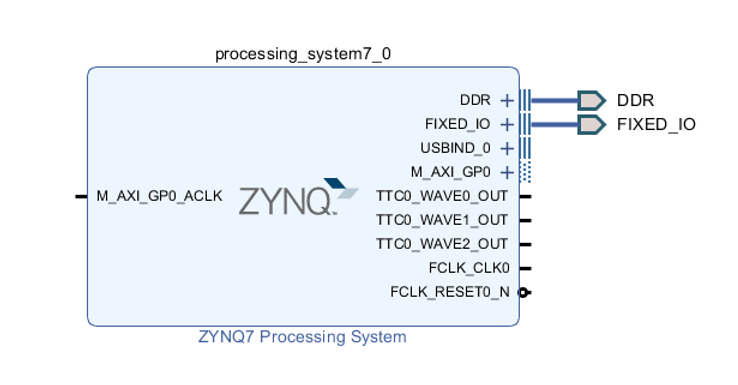 processing_system7_0
DDR
DDR
FIXED_IO
FIXED_IO
USBIND_0
M_AXI_GP0
M_AXI_GP0_ACLK
ZYNQ
TTC0_WAVE0_OUT
TTC0_WAVE1_OUT
TTC0_WAVE2_OUT
FCLK_CLK0
FCLK_RESET0_N
ZYNQ7 Processing System